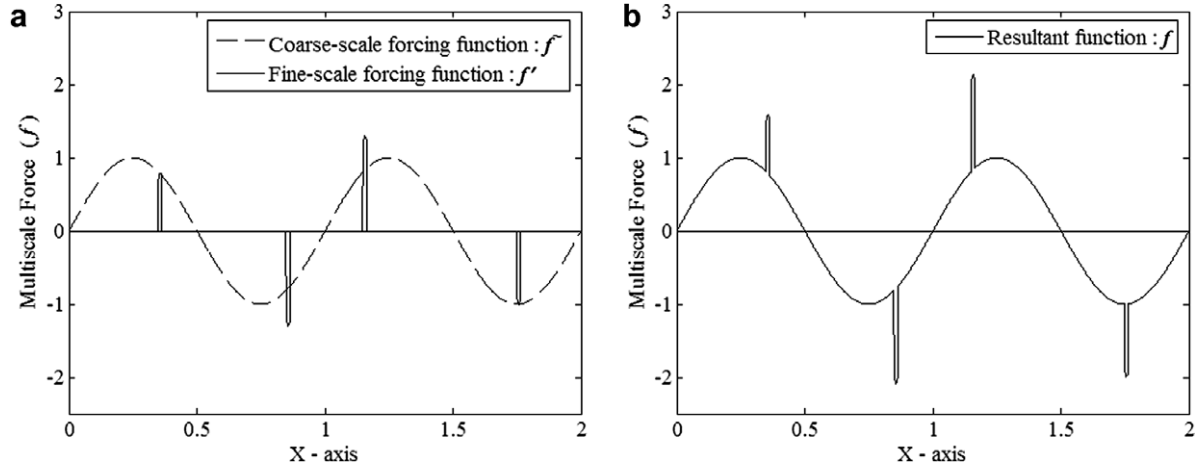 a
3
2
1
0
-1
-2
Multiscale Force (f)
Coarse-scale forcing function : f̃
Fine-scale forcing function : f′
0
0.5
1
1.5
2
X - axis
b
3
2
1
0
-1
-2
Multiscale Force (f)
Resultant function : f
0
0.5
1
1.5
2
X - axis